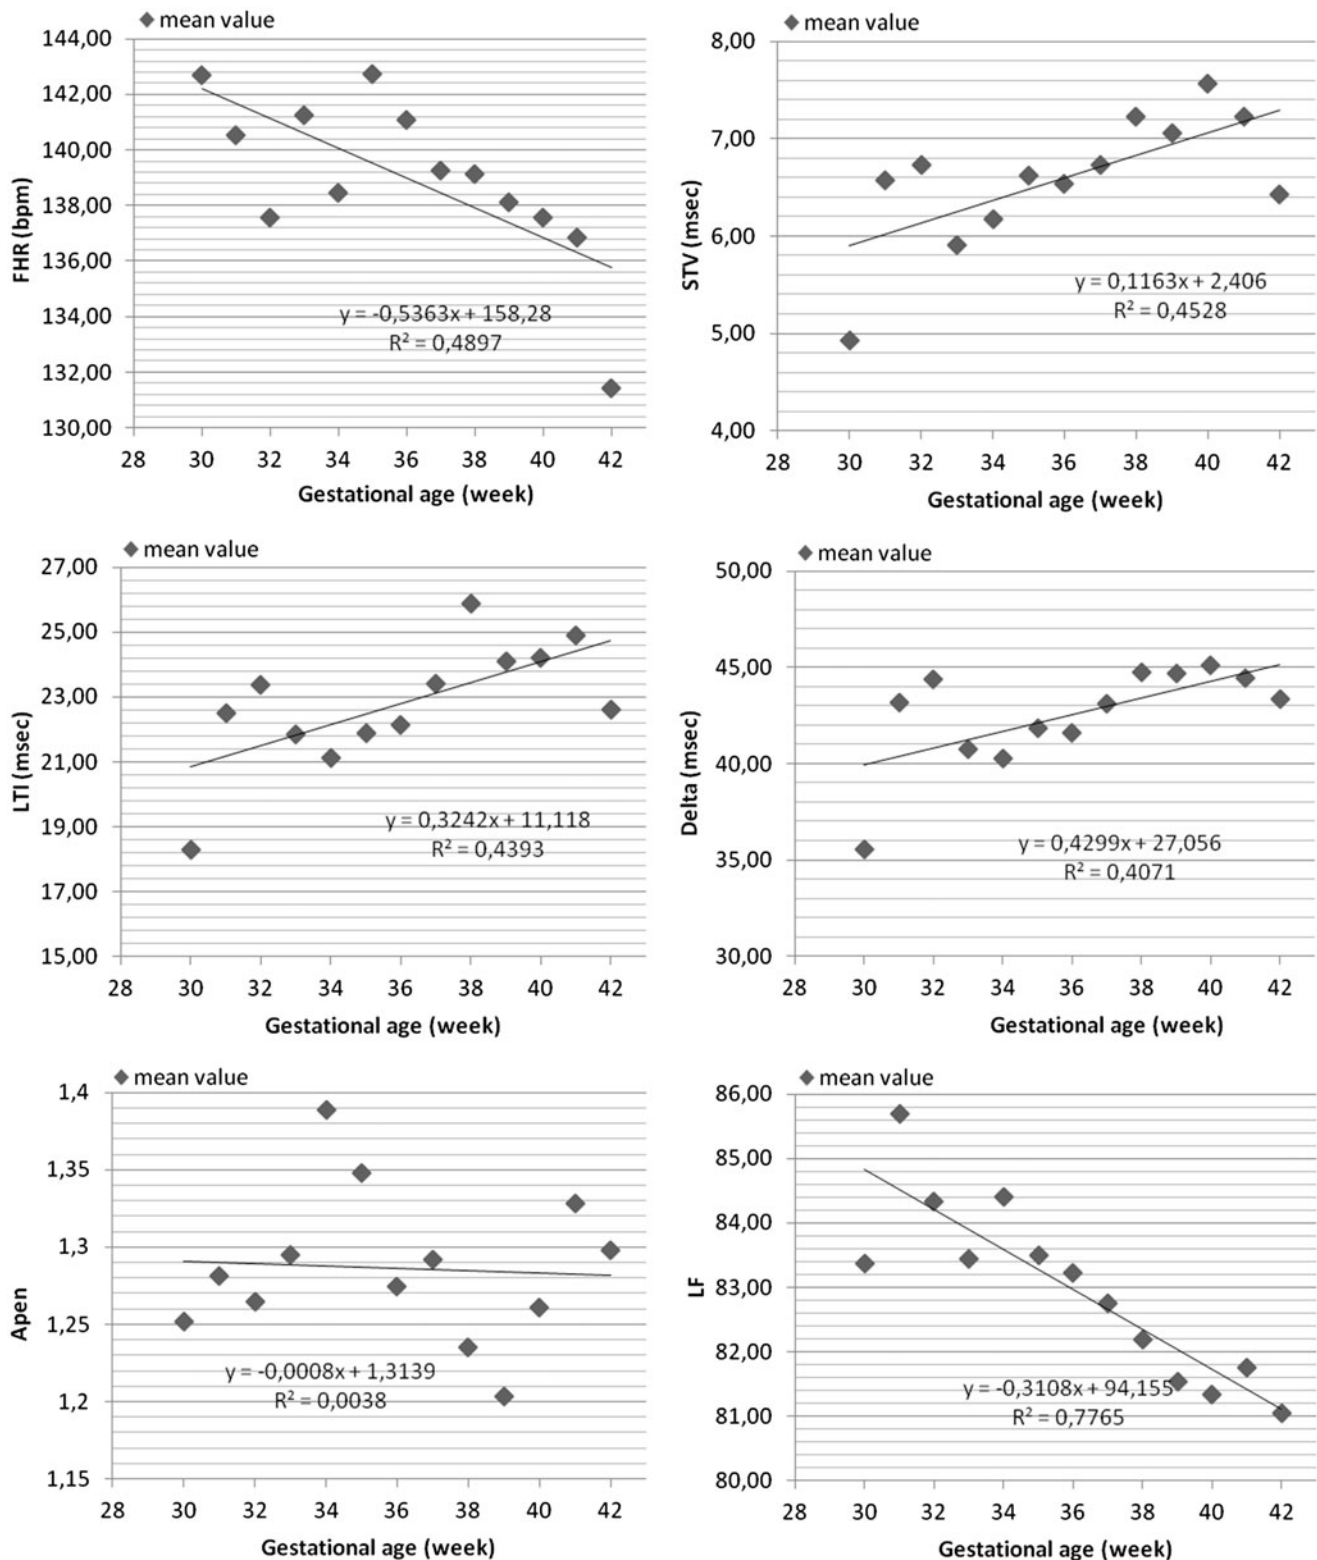 mean value
144,00
142,00
140,00
138,00
136,00
134,00
132,00
130,00
FHR (bpm)
y = -0,5363x + 158,28
R² = 0,4897
28 30 32 34 36 38 40 42
Gestational age (week)
mean value
8,00
7,00
6,00
5,00
4,00
STV (msec)
y = 0,1163x + 2,406
R² = 0,4528
28 30 32 34 36 38 40 42
Gestational age (week)
mean value
27,00
25,00
23,00
21,00
19,00
17,00
15,00
LTI (msec)
y = 0,3242x + 11,118
R² = 0,4393
28 30 32 34 36 38 40 42
Gestational age (week)
mean value
50,00
45,00
40,00
35,00
30,00
Delta (msec)
y = 0,4299x + 27,056
R² = 0,4071
28 30 32 34 36 38 40 42
Gestational age (week)
mean value
1,4
1,35
1,3
1,25
1,2
1,15
Apen
y = -0,0008x + 1,3139
R² = 0,0038
28 30 32 34 36 38 40 42
Gestational age (week)
mean value
86,00
85,00
84,00
83,00
82,00
81,00
80,00
LF
y = -0,3108x + 94,155
R² = 0,7765
28 30 32 34 36 38 40 42
Gestational age (week)